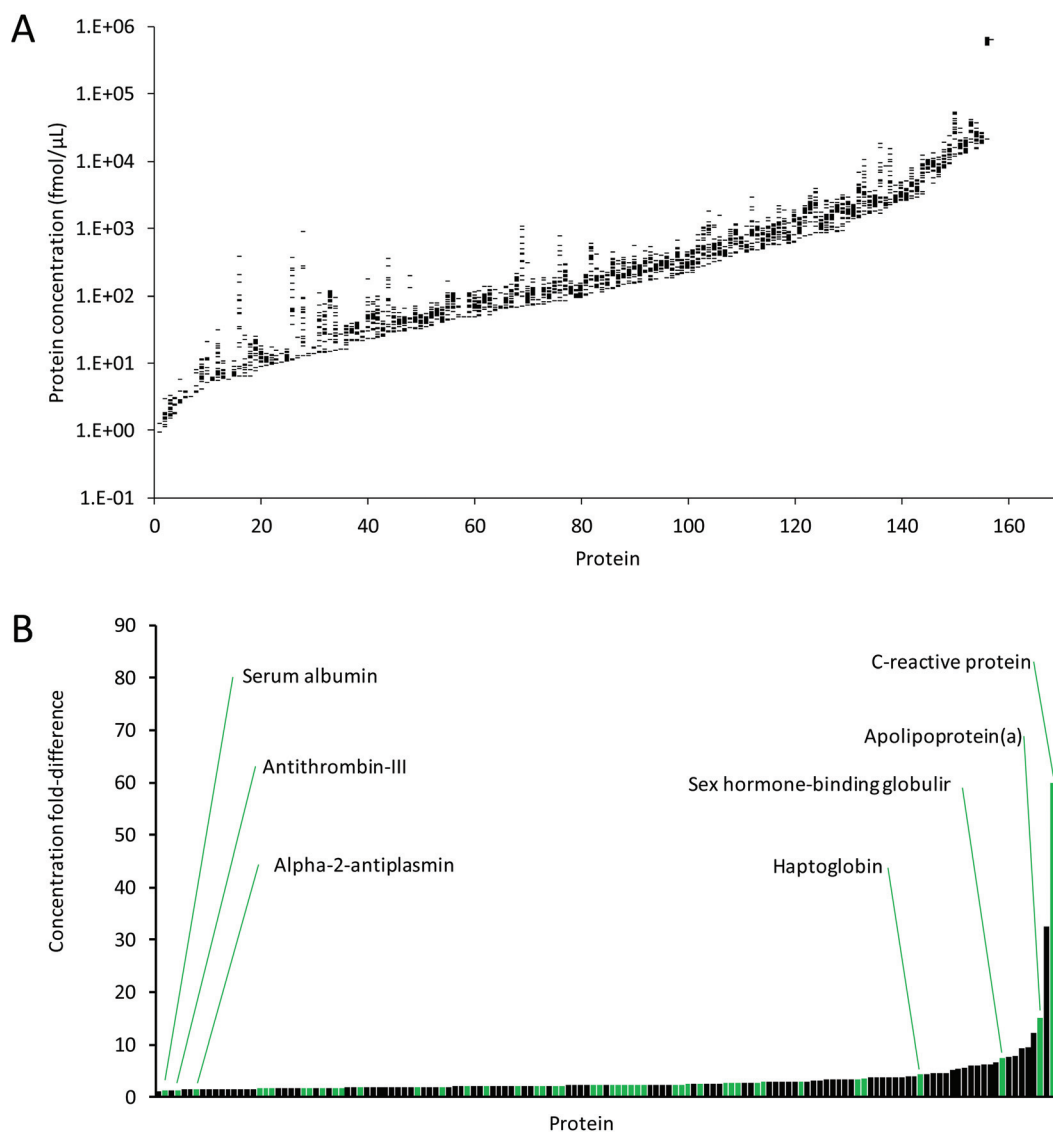 A
1.E+06
1.E+05
1.E+04
1.E+03
1.E+02
1.E+01
1.E+00
1.E-01
Protein concentration (fmol/µL)
0 20 40 60 80 100 120 140 160
Protein
B
90
80
70
60
50
40
30
20
10
0
Concentration fold-difference
Serum albumin
Antithrombin-III
Alpha-2-antiplasmin
C-reactive protein
Apolipoprotein(a)
Sex hormone-binding globulir
Haptoglobin
Protein